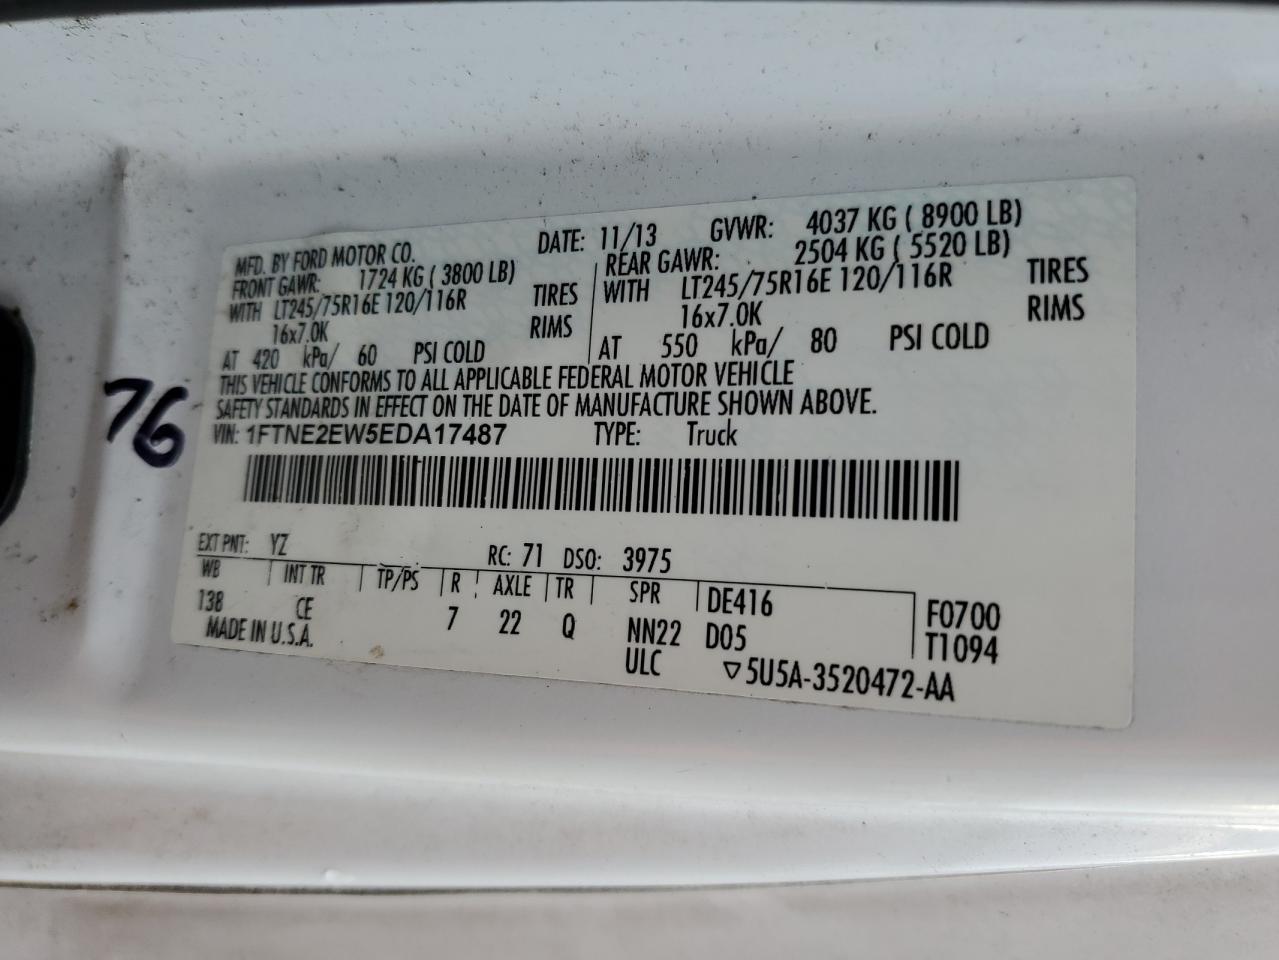 MFD. BY FORD MOTOR CO.
DATE: 11/13
GVWR: 4037 KG ( 8900 LB)
FRONT GAWR: 1724 KG ( 3800 LB)
WITH LT245/75R16E 120/116R TIRES
16x7.0K RIMS
AT 420 kPa/ 60 PSI COLD
REAR GAWR: 2504 KG ( 5520 LB)
WITH LT245/75R16E 120/116R TIRES
16x7.0K RIMS
AT 550 kPa/ 80 PSI COLD
THIS VEHICLE CONFORMS TO ALL APPLICABLE FEDERAL MOTOR VEHICLE
SAFETY STANDARDS IN EFFECT ON THE DATE OF MANUFACTURE SHOWN ABOVE.
76
VIN: 1FTNE2EW5EDA17487 TYPE: Truck
EXT PNT: YZ RC: 71 DSO: 3975
WB INT TR TP/PS R AXLE TR SPR DE416 F0700
138 CE 7 22 Q NN22 D05 T1094
MADE IN U.S.A. ULC ▽5U5A-3520472-AA